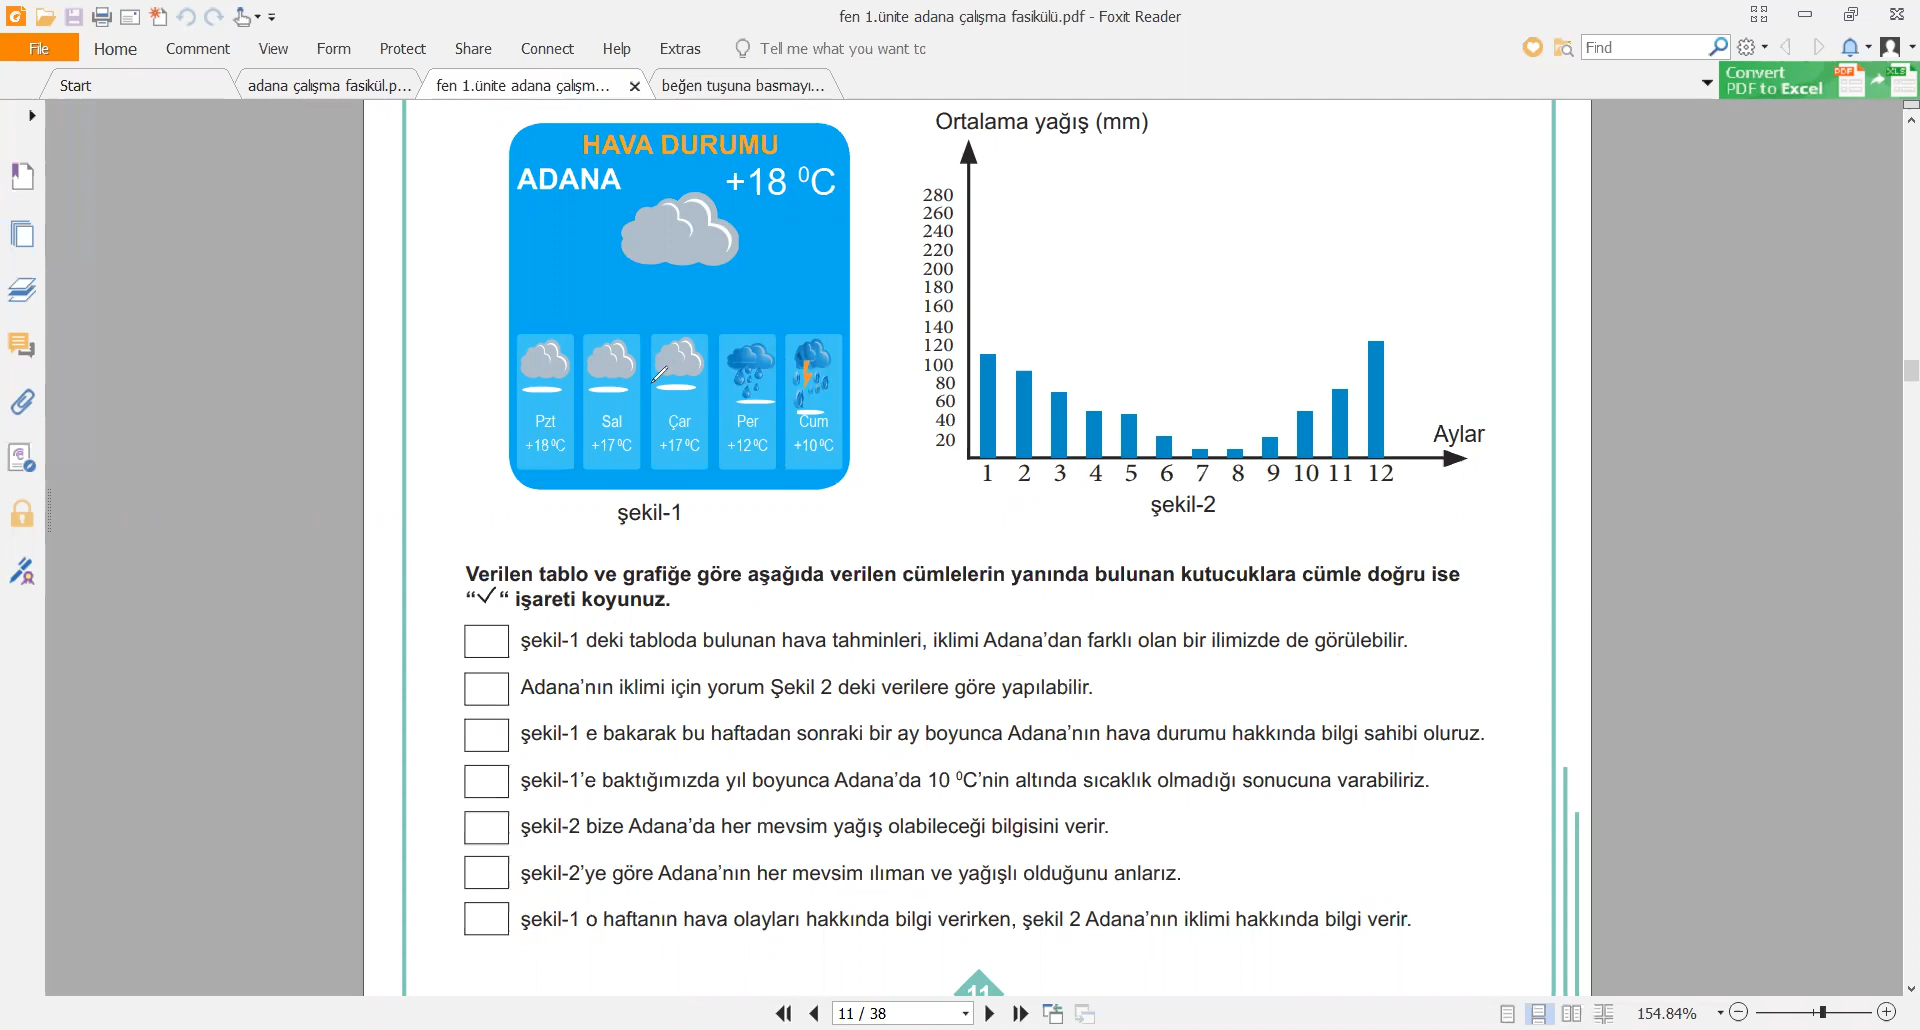 fen 1.ünite adana çalışma fasikülü.pdf - Foxit Reader
File Home Comment View Form Protect Share Connect Help Extras Tell me what you want to Find
Start adana çalışma fasikül.p... fen 1.ünite adana çalışm... beğen tuşuna basmayı...
Convert
PDF to Excel
PDF XLS
HAVA DURUMU
ADANA +18 ⁰C
Pzt Sal Çar Per Cum
+18⁰C +17⁰C +17⁰C +12⁰C +10⁰C
şekil-1
Ortalama yağış (mm)
280
260
240
220
200
180
160
140
120
100
80
60
40
20
Aylar
1 2 3 4 5 6 7 8 9 10 11 12
şekil-2
Verilen tablo ve grafiğe göre aşağıda verilen cümlelerin yanında bulunan kutucuklara cümle doğru ise
“✓“ işareti koyunuz.
şekil-1 deki tabloda bulunan hava tahminleri, iklimi Adana’dan farklı olan bir ilimizde de görülebilir.
Adana’nın iklimi için yorum Şekil 2 deki verilere göre yapılabilir.
şekil-1 e bakarak bu haftadan sonraki bir ay boyunca Adana’nın hava durumu hakkında bilgi sahibi oluruz.
şekil-1’e baktığımızda yıl boyunca Adana’da 10 ⁰C’nin altında sıcaklık olmadığı sonucuna varabiliriz.
şekil-2 bize Adana’da her mevsim yağış olabileceği bilgisini verir.
şekil-2’ye göre Adana’nın her mevsim ılıman ve yağışlı olduğunu anlarız.
şekil-1 o haftanın hava olayları hakkında bilgi verirken, şekil 2 Adana’nın iklimi hakkında bilgi verir.
11
11 / 38
154.84%